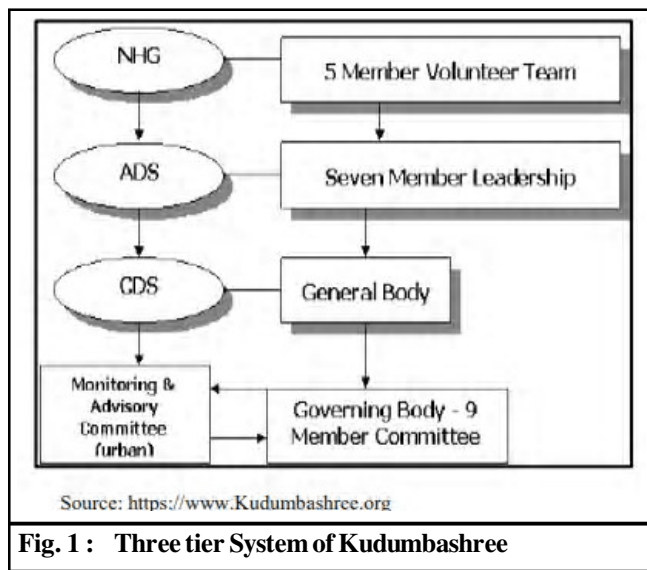 NHG
5 Member Volunteer Team
ADS
Seven Member Leadership
CDS
General Body
Monitoring &
Advisory
Committee
(urban)
Governing Body - 9
Member Committee
Source: https://www.Kudumbashree.org
Fig. 1 : Three tier System of Kudumbashree